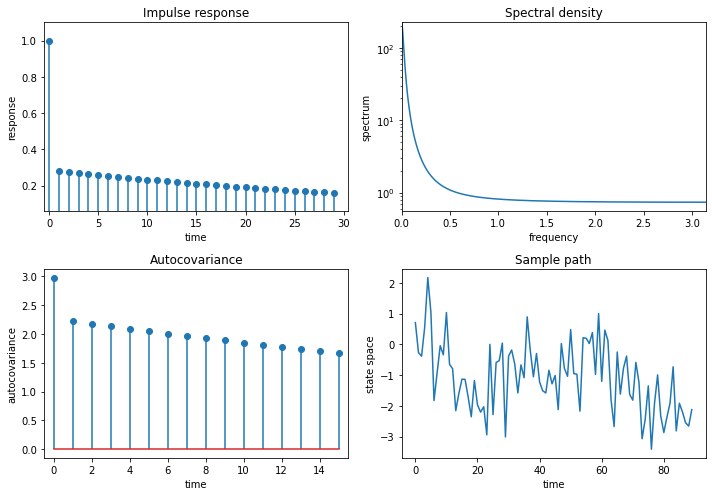 Impulse response
1.0
0.8
0.6
0.4
0.2
response
0 5 10 15 20 25 30
time
Spectral density
10²
10¹
10⁰
spectrum
0.0 0.5 1.0 1.5 2.0 2.5 3.0
frequency
Autocovariance
3.0
2.5
2.0
1.5
1.0
0.5
0.0
autocovariance
0 2 4 6 8 10 12 14
time
Sample path
2
1
0
−1
−2
−3
state space
0 20 40 60 80
time